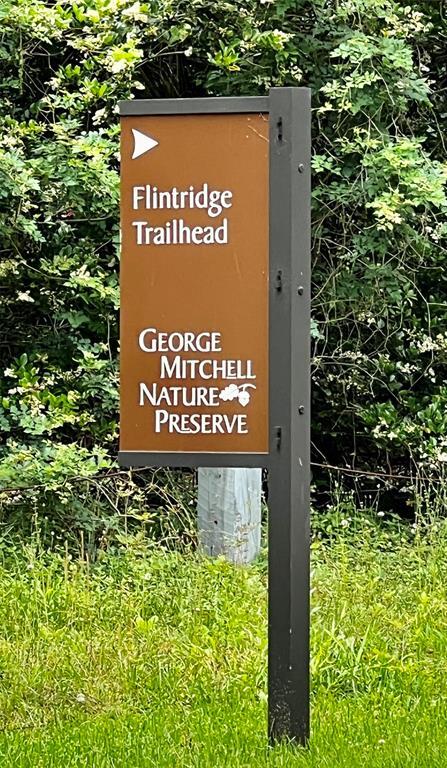 Flintridge
Trailhead
GEORGE
MITCHELL
NATURE
PRESERVE